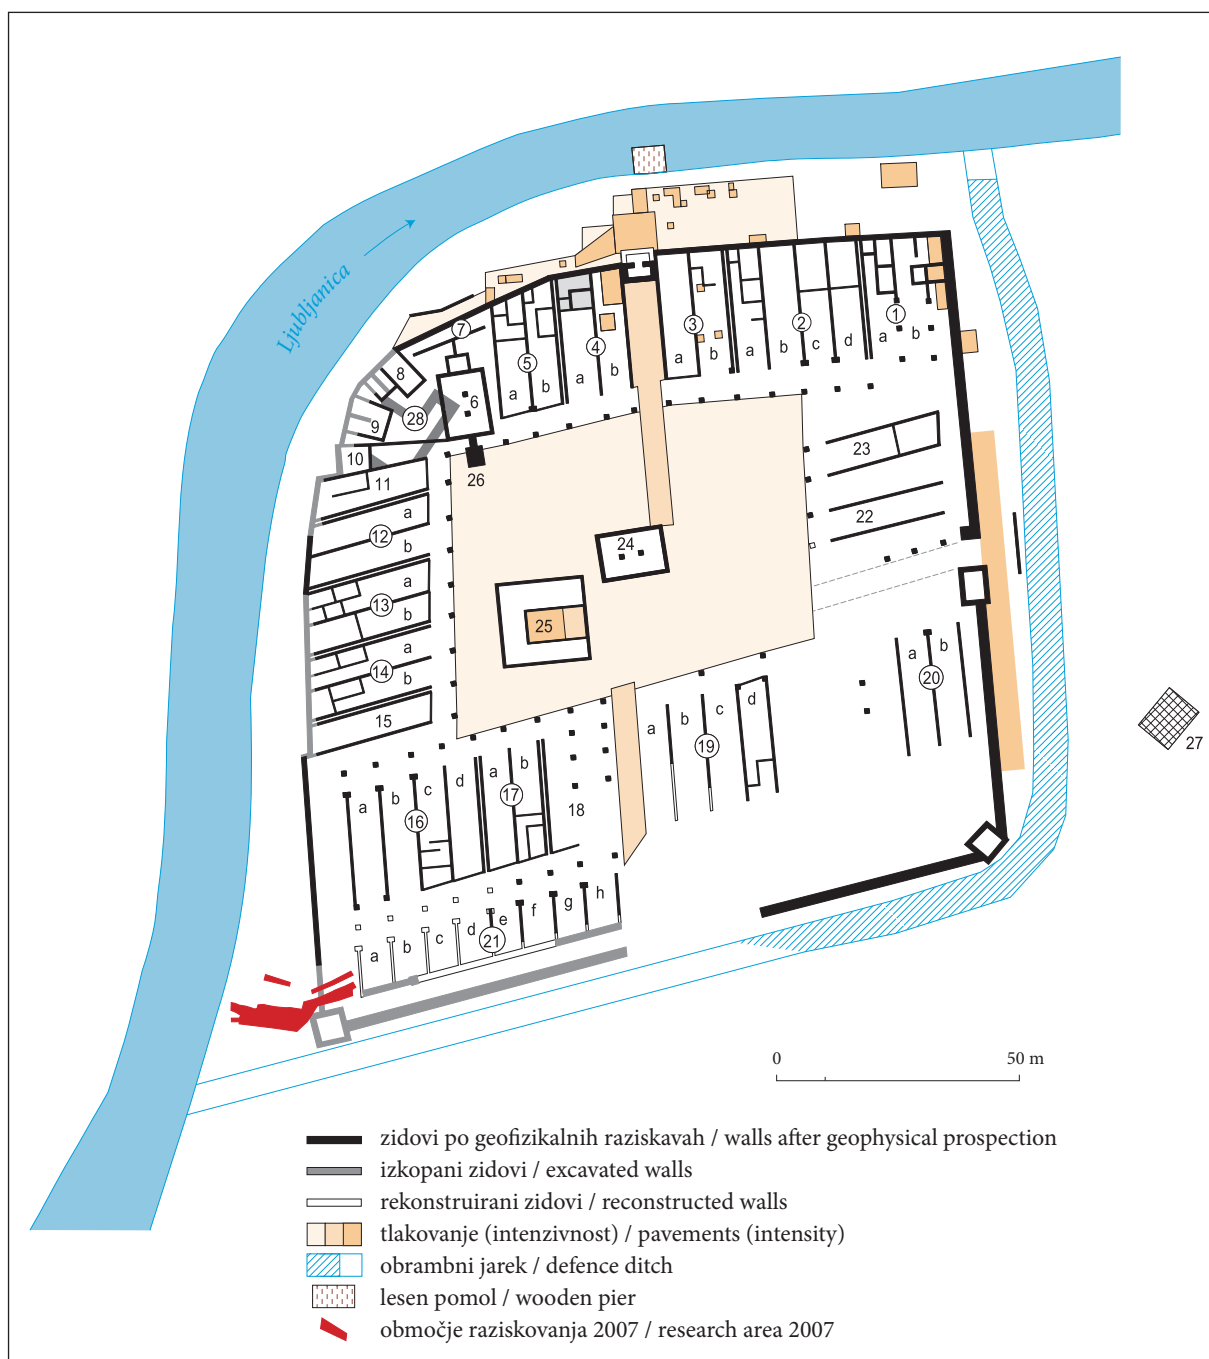 Ljubljanica
1
a
b
2
a
b
c
d
3
a
b
4
a
b
5
a
b
6
7
8
9
28
10
11
26
12
a
b
13
a
b
14
a
b
15
23
22
24
25
20
a
b
27
19
a
b
c
d
16
a
b
c
d
17
a
b
18
21
a
b
c
d
e
f
g
h
0 50 m
zidovi po geofizikalnih raziskavah / walls after geophysical prospection
izkopani zidovi / excavated walls
rekonstruirani zidovi / reconstructed walls
tlakovanje (intenzivnost) / pavements (intensity)
obrambni jarek / defence ditch
lesen pomol / wooden pier
območje raziskovanja 2007 / research area 2007